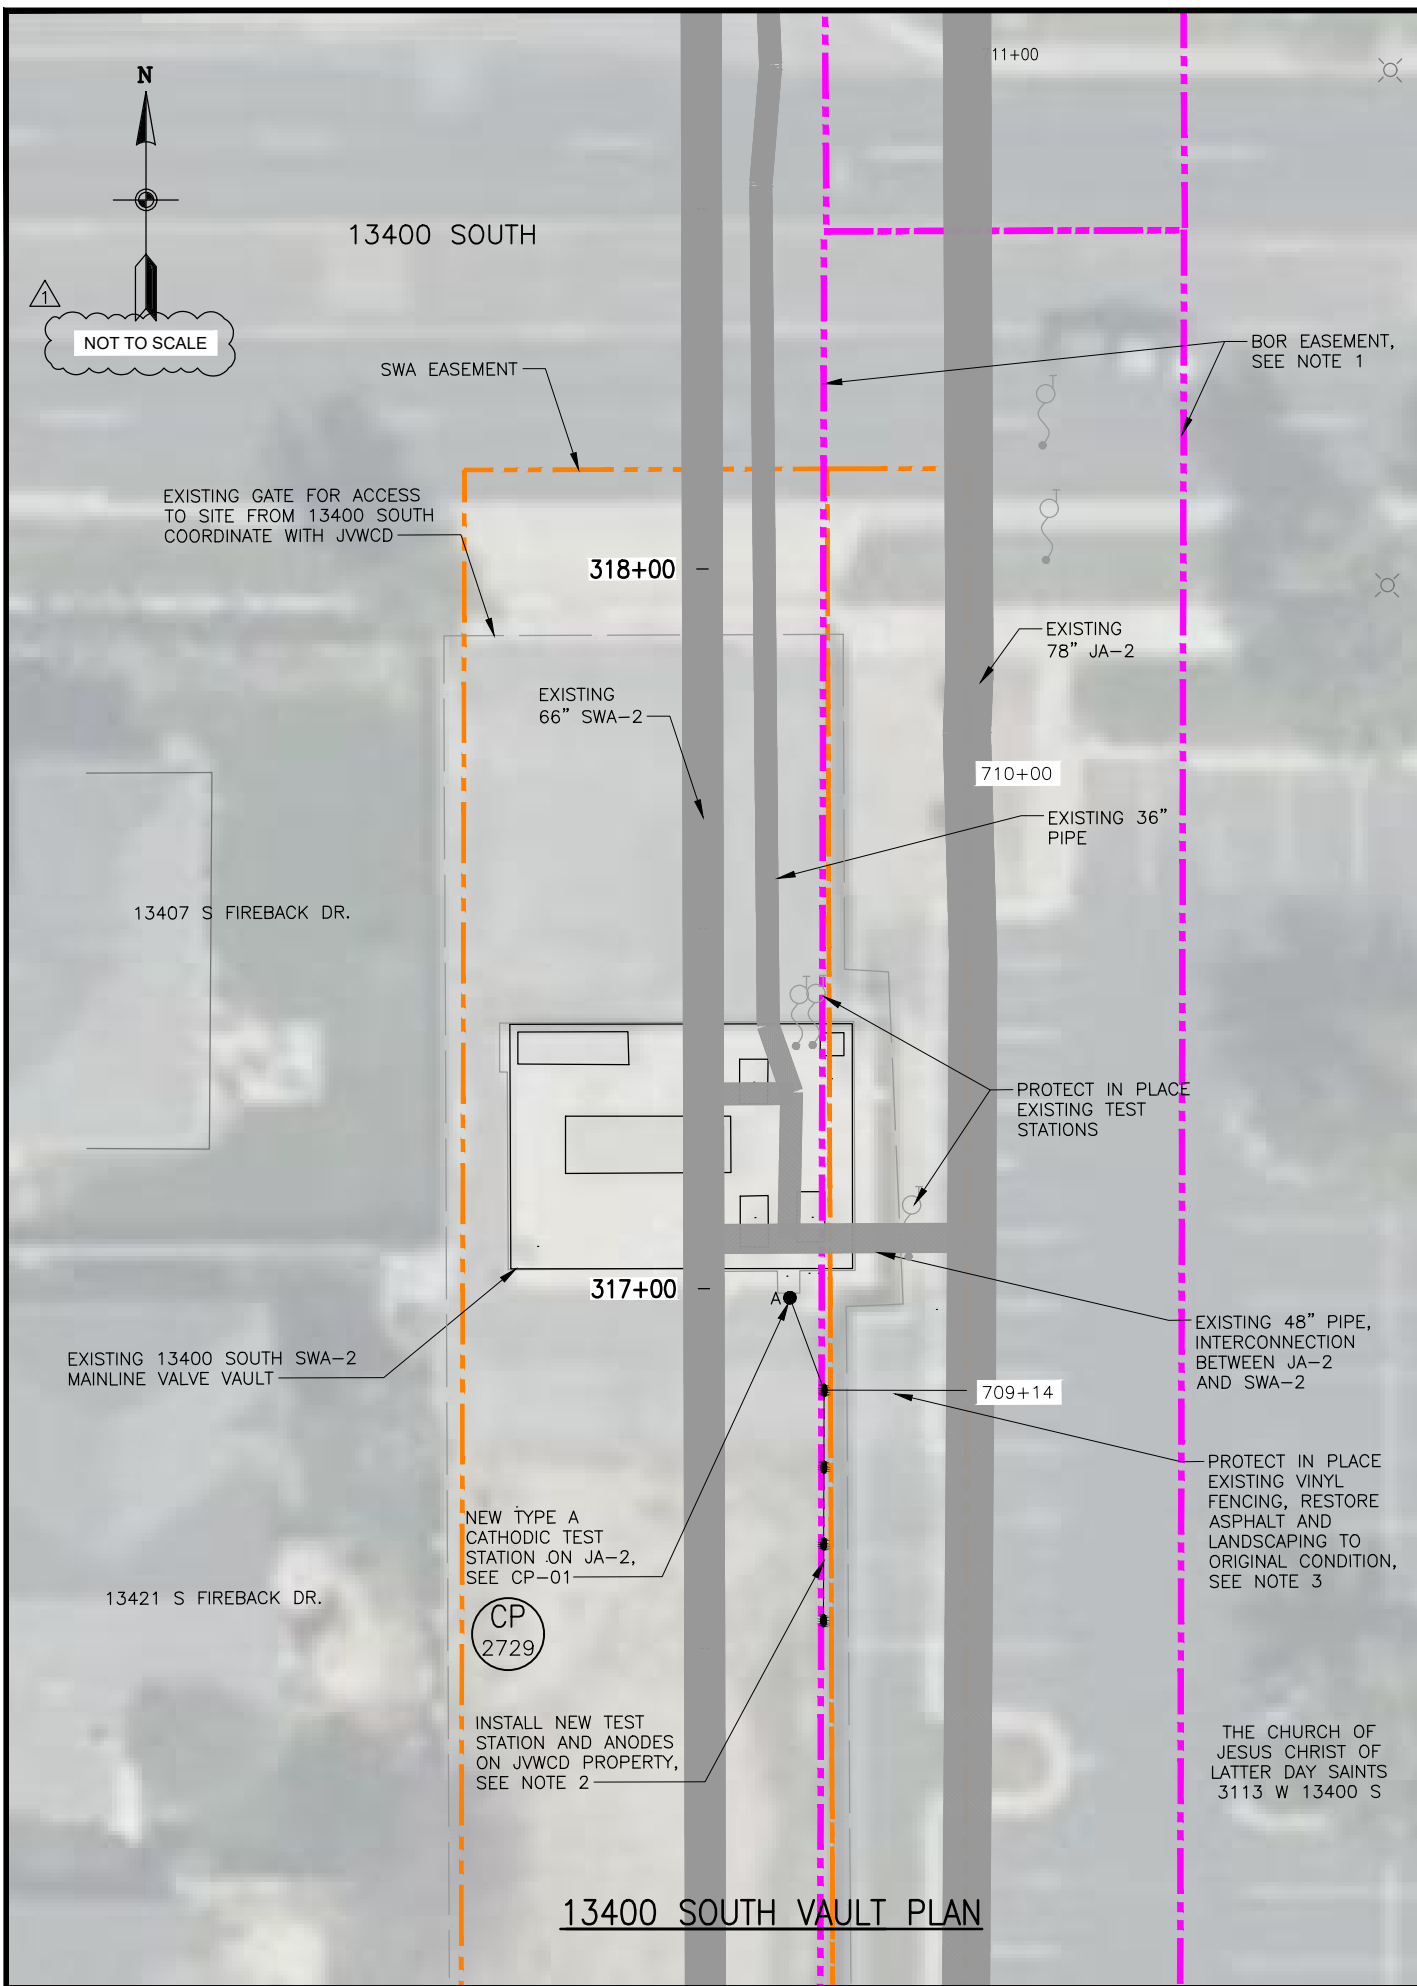 11+00
N
13400 SOUTH
1
NOT TO SCALE
BOR EASEMENT,
SEE NOTE 1
SWA EASEMENT
EXISTING GATE FOR ACCESS
TO SITE FROM 13400 SOUTH
COORDINATE WITH JVWCD
318+00
EXISTING
78" JA-2
EXISTING
66" SWA-2
710+00
EXISTING 36"
PIPE
13407 S FIREBACK DR.
PROTECT IN PLACE
EXISTING TEST
STATIONS
317+00
A
EXISTING 48" PIPE,
INTERCONNECTION
BETWEEN JA-2
AND SWA-2
EXISTING 13400 SOUTH SWA-2
MAINLINE VALVE VAULT
709+14
PROTECT IN PLACE
EXISTING VINYL
FENCING, RESTORE
ASPHALT AND
LANDSCAPING TO
ORIGINAL CONDITION,
SEE NOTE 3
NEW TYPE A
CATHODIC TEST
STATION ON JA-2,
SEE CP-01
13421 S FIREBACK DR.
CP
2729
INSTALL NEW TEST
STATION AND ANODES
ON JVWCD PROPERTY,
SEE NOTE 2
THE CHURCH OF
JESUS CHRIST OF
LATTER DAY SAINTS
3113 W 13400 S
13400 SOUTH VAULT PLAN